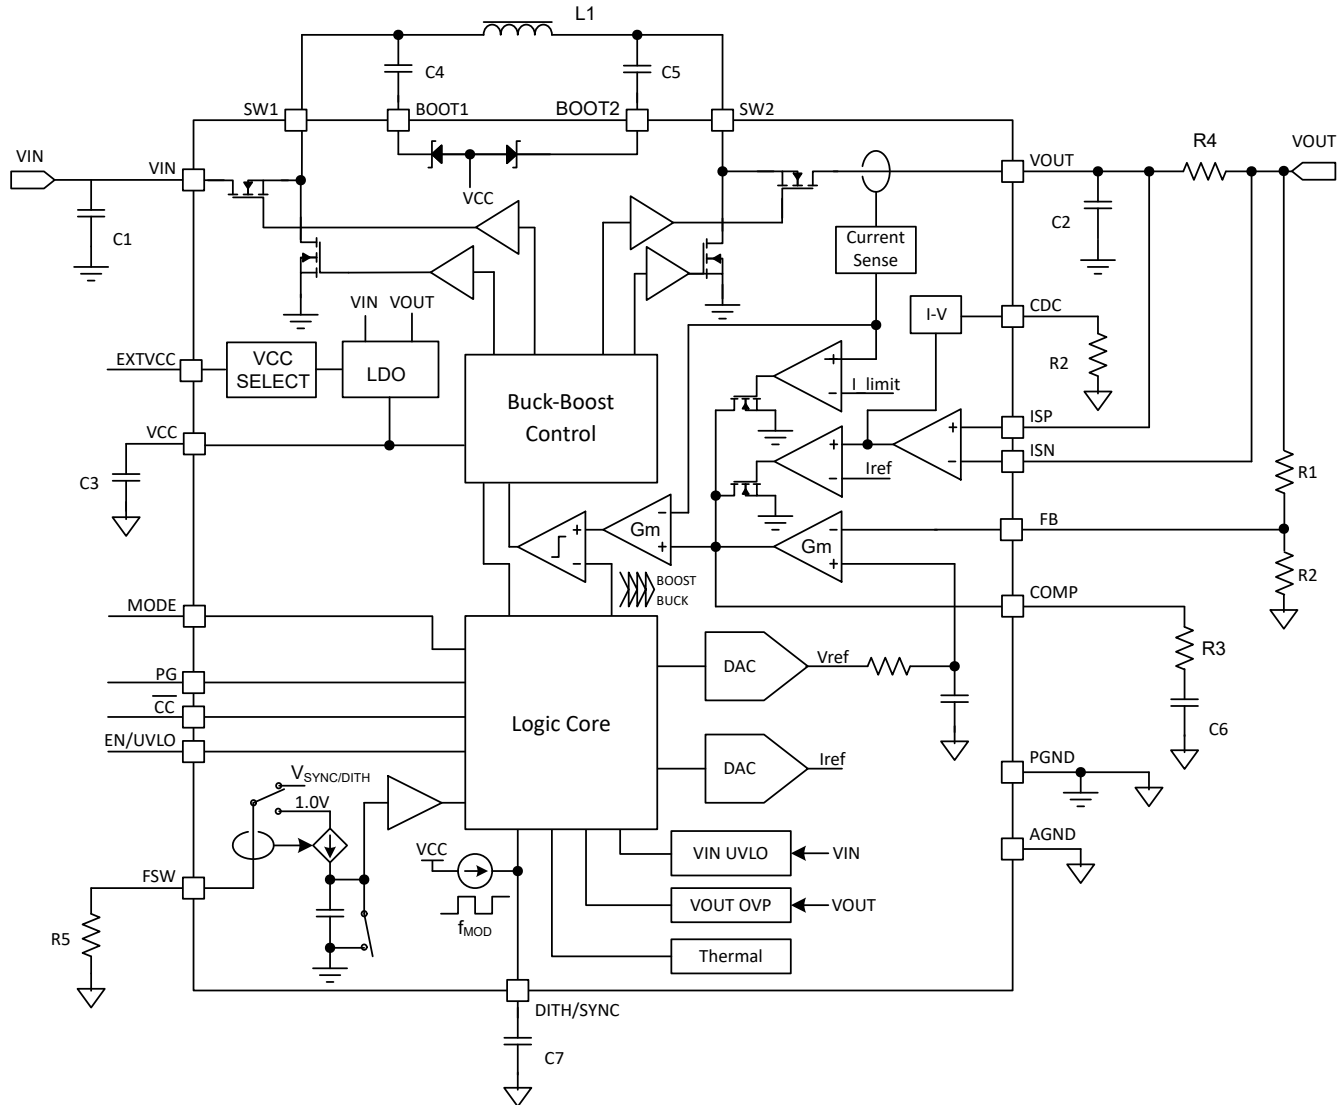 L1
C4
C5
SW1
BOOT1
BOOT2
SW2
VIN
VIN
VOUT
R4
VOUT
VCC
C1
C2
Current
Sense
VIN
VOUT
I-V
CDC
EXTVCC
VCC
SELECT
LDO
R2
Buck-Boost
Control
+
I_limit
−
ISP
VCC
+
+
ISN
Iref
−
−
C3
R1
FB
−
−
+
Gm
Gm
+
+
−
R2
BOOST
BUCK
COMP
MODE
R3
DAC
Vref
PG
CC
Logic Core
C6
EN/UVLO
DAC
Iref
PGND
VSYNC/DITH
1.0V
AGND
VCC
VIN UVLO
VIN
FSW
VOUT OVP
VOUT
fMOD
R5
Thermal
DITH/SYNC
C7